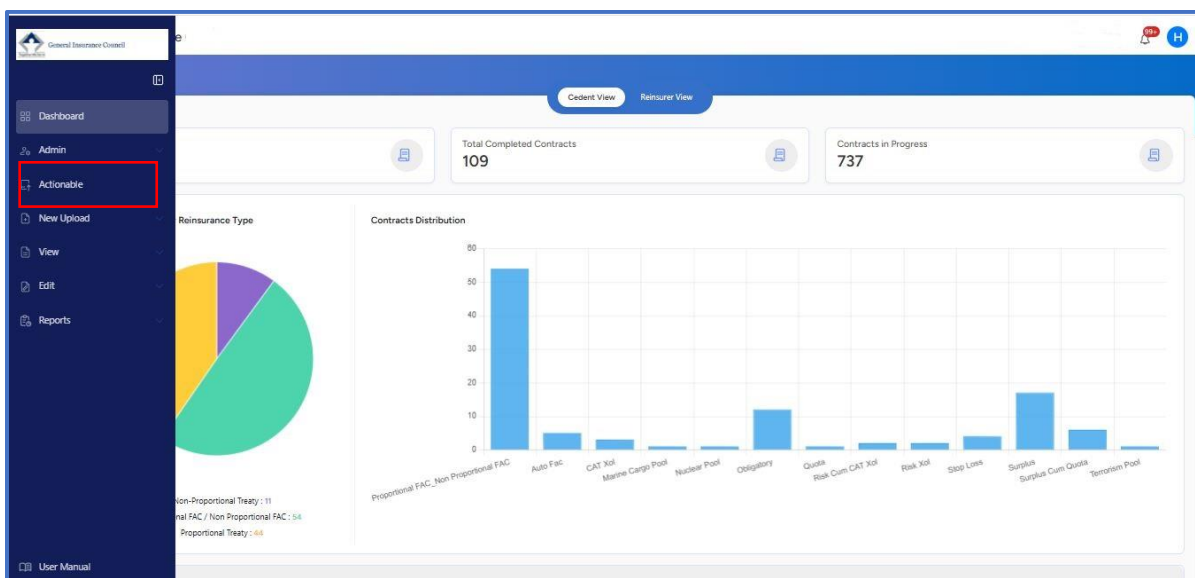 General Insurance Council
e
99+
H
Cedent View
Reinsurer View
Dashboard
Admin
Actionable
New Upload
View
Edit
Reports
User Manual
Total Completed Contracts
109
Contracts in Progress
737
Reinsurance Type
Non-Proportional Treaty : 11
nal FAC / Non Proportional FAC : 54
Proportional Treaty : 44
Contracts Distribution
60
50
40
30
20
10
0
Proportional FAC_Non Proportional FAC
Auto Fac
CAT Xol
Marine Cargo Pool
Nuclear Pool
Obligatory
Quota
Risk Cum CAT Xol
Risk Xol
Stop Loss
Surplus
Surplus Cum Quota
Terrorism Pool